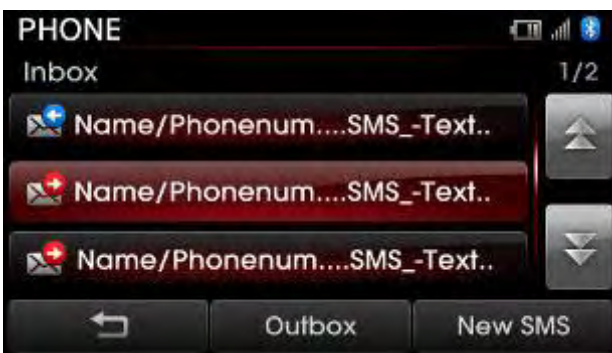 PHONE
Inbox 1/2
Name/Phonenum....SMS_-Text..
Name/Phonenum....SMS_-Text..
Name/Phonenum....SMS_-Text..
Outbox New SMS